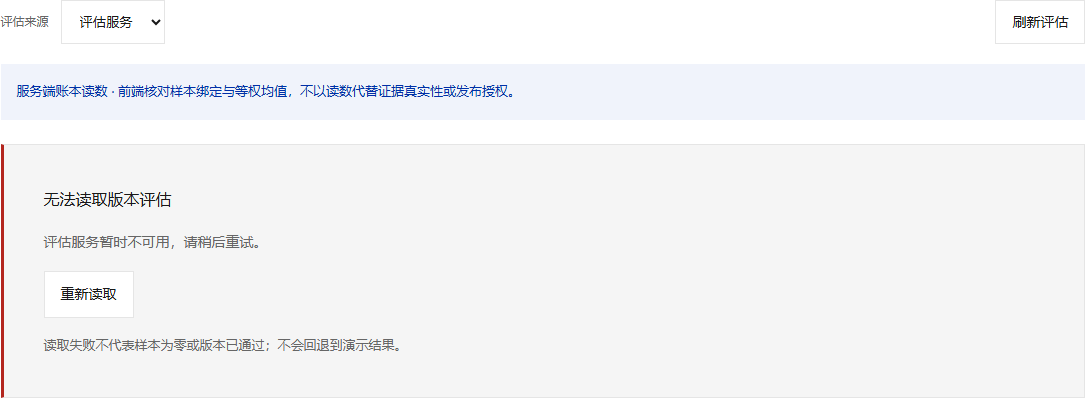 评估来源 评估服务 刷新评估
服务端账本读数 · 前端核对样本绑定与等权均值，不以读数代替证据真实性或发布授权。
无法读取版本评估
评估服务暂时不可用，请稍后重试。
重新读取
读取失败不代表样本为零或版本已通过；不会回退到演示结果。